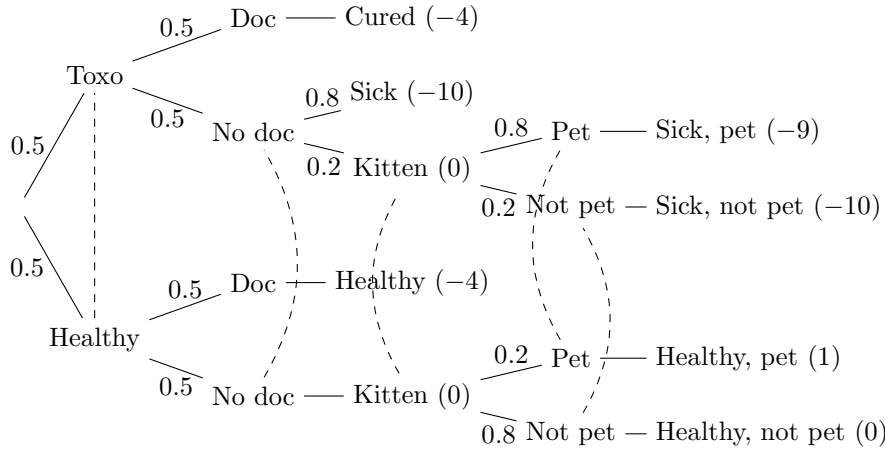 0.5 Doc Cured (−4)
Toxo
0.5 No doc 0.8 Sick (−10)
0.2 Kitten (0) 0.8 Pet Sick, pet (−9)
0.2 Not pet Sick, not pet (−10)
0.5
0.5
Healthy
0.5 Doc Healthy (−4)
0.5 No doc Kitten (0) 0.2 Pet Healthy, pet (1)
0.8 Not pet Healthy, not pet (0)